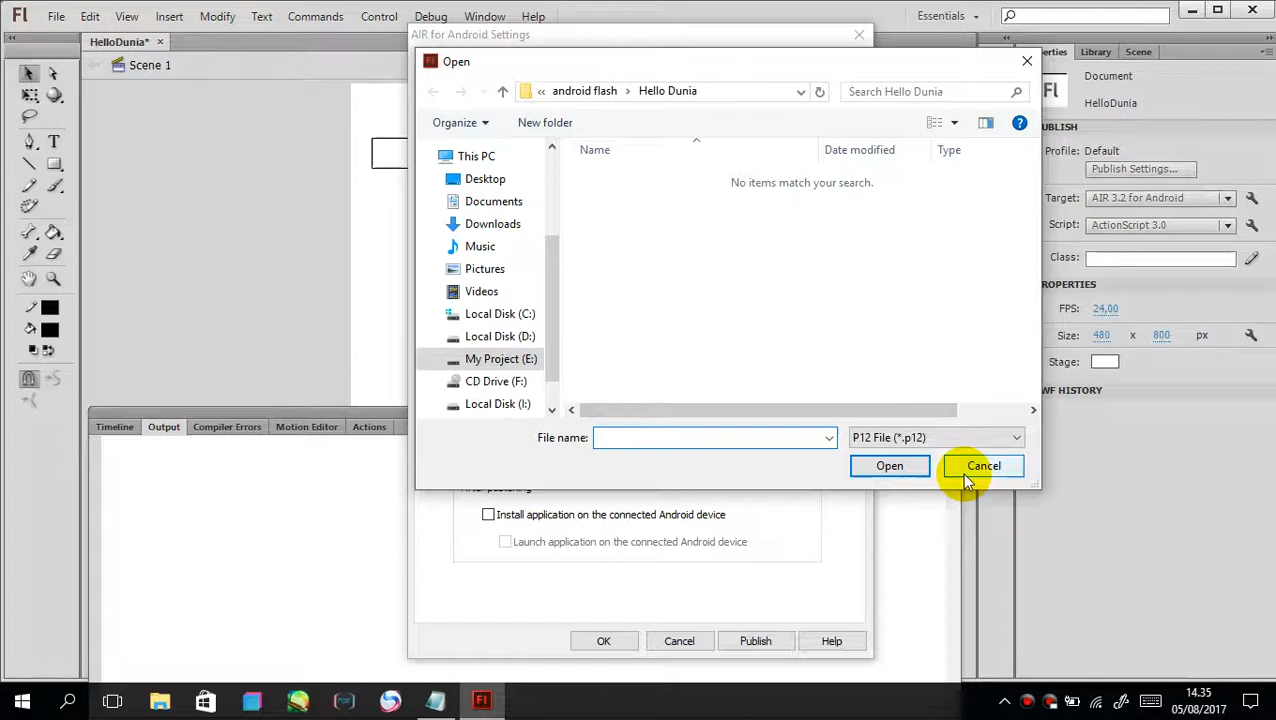 Fl File Edit View Insert Modify Text Commands Control Debug Window Help Essentials
HelloDunia*
Scene 1
AIR for Android Settings
Open
« android flash Hello Dunia
Search Hello Dunia
Organize New folder
This PC
Desktop
Documents
Downloads
Music
Pictures
Videos
Local Disk (C:)
Local Disk (D:)
My Project (E:)
CD Drive (F:)
Local Disk (I:)
Name Date modified Type
No items match your search.
File name:
P12 File (*.p12)
Open Cancel
Install application on the connected Android device
Launch application on the connected Android device
OK Cancel Publish Help
Timeline Output Compiler Errors Motion Editor Actions
Library Scene
Fl
Document
HelloDunia
Profile: Default
Publish Settings...
Target: AIR 3.2 for Android
Script: ActionScript 3.0
Class:
FPS: 24,00
Size: 480 x 800 px
Stage:
Fl
14.35
05/08/2017